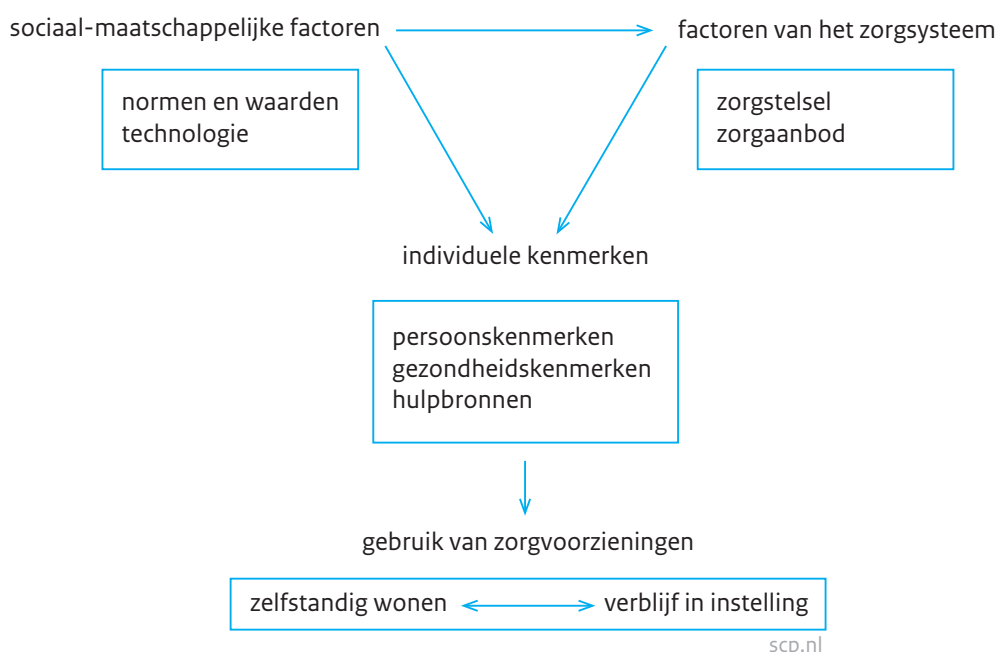 sociaal-maatschappelijke factoren
factoren van het zorgsysteem
normen en waarden
technologie
zorgstelsel
zorgaanbod
individuele kenmerken
persoonskenmerken
gezondheidskenmerken
hulpbronnen
gebruik van zorgvoorzieningen
zelfstandig wonen
verblijf in instelling
scp.nl